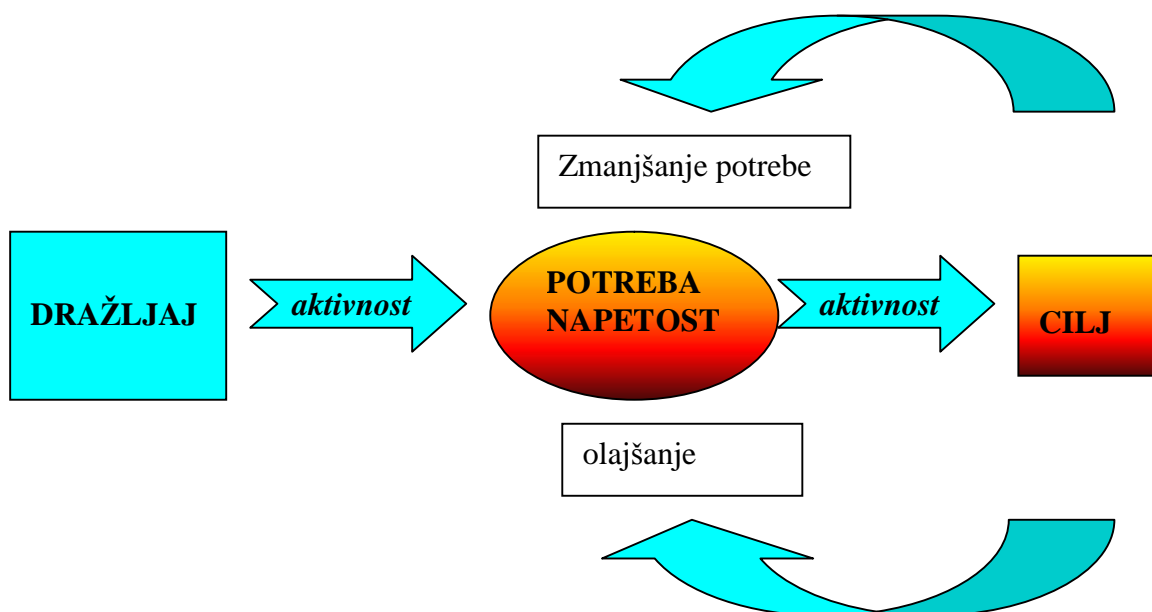 Zmanjšanje potrebe
DRAŽLJAJ
aktivnost
POTREBA
NAPETOST
aktivnost
CILJ
olajšanje